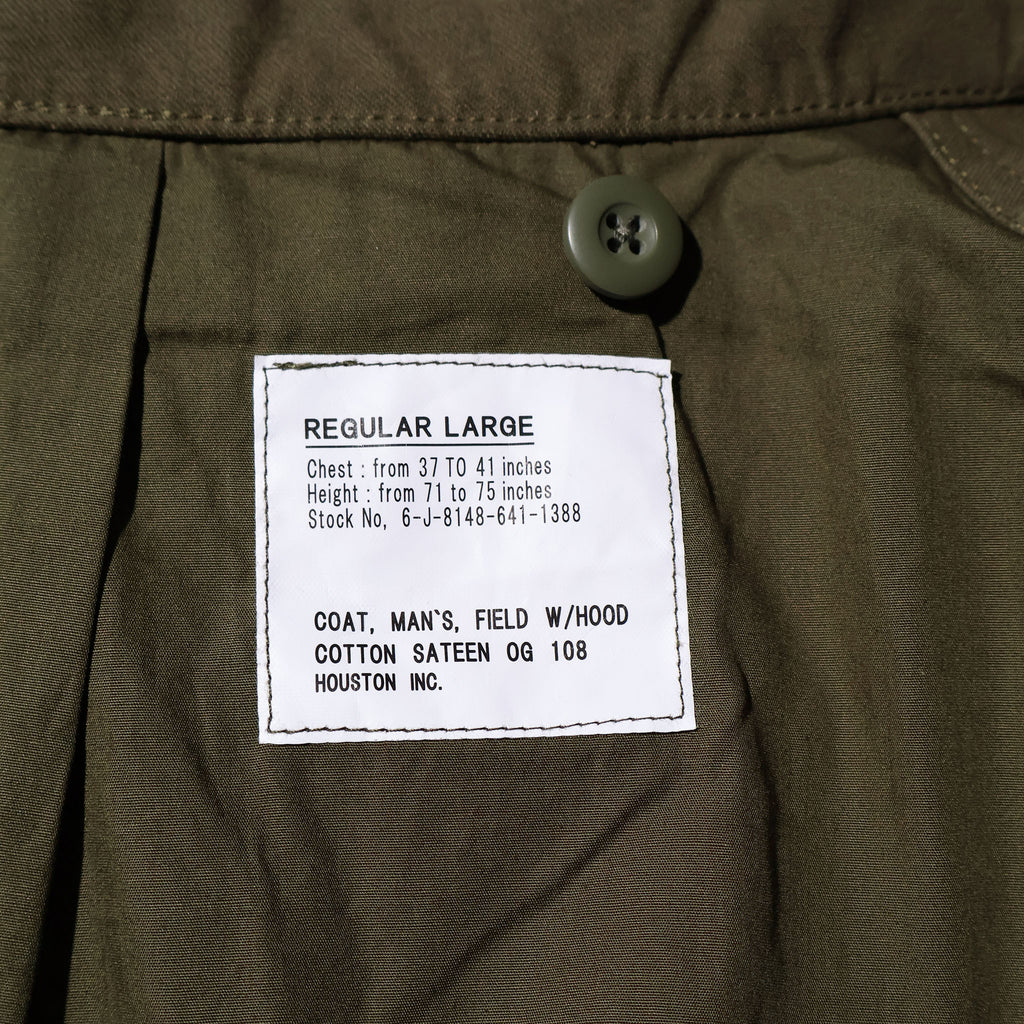 REGULAR LARGE
Chest : from 37 TO 41 inches
Height : from 71 to 75 inches
Stock No, 6-J-8148-641-1388
COAT, MAN`S, FIELD W/HOOD
COTTON SATEEN OG 108
HOUSTON INC.